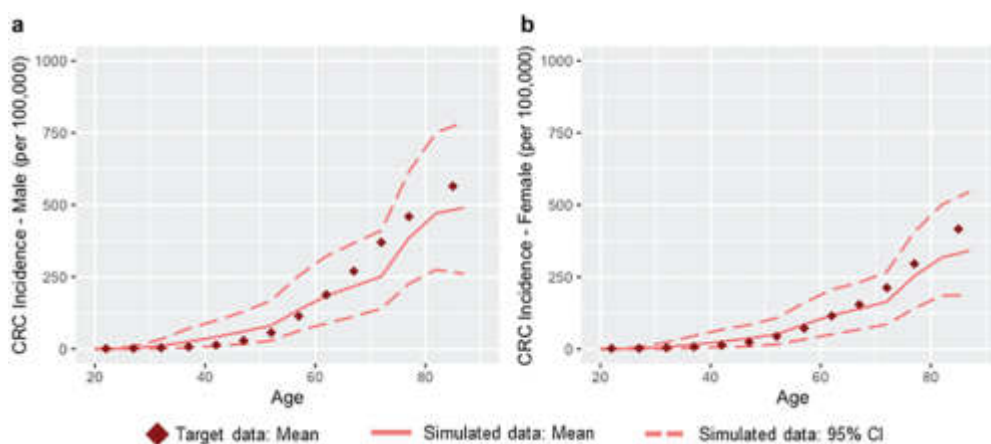 a
b
CRC Incidence - Male (per 100,000)
1000
750
500
250
0
20
40
60
80
Age
CRC Incidence - Female (per 100,000)
1000
750
500
250
0
20
40
60
80
Age
Target data: Mean
Simulated data: Mean
Simulated data: 95% CI